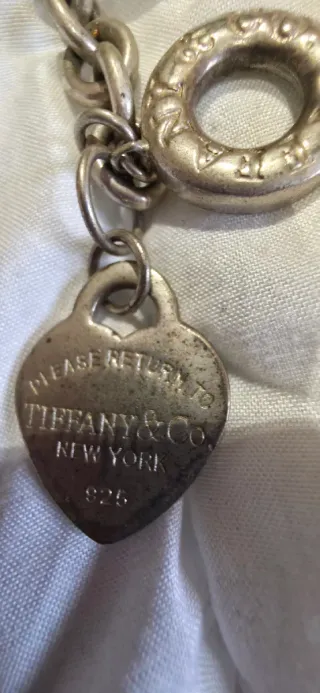 PLEASE RETURN TO
TIFFANY & Co.
NEW YORK
925